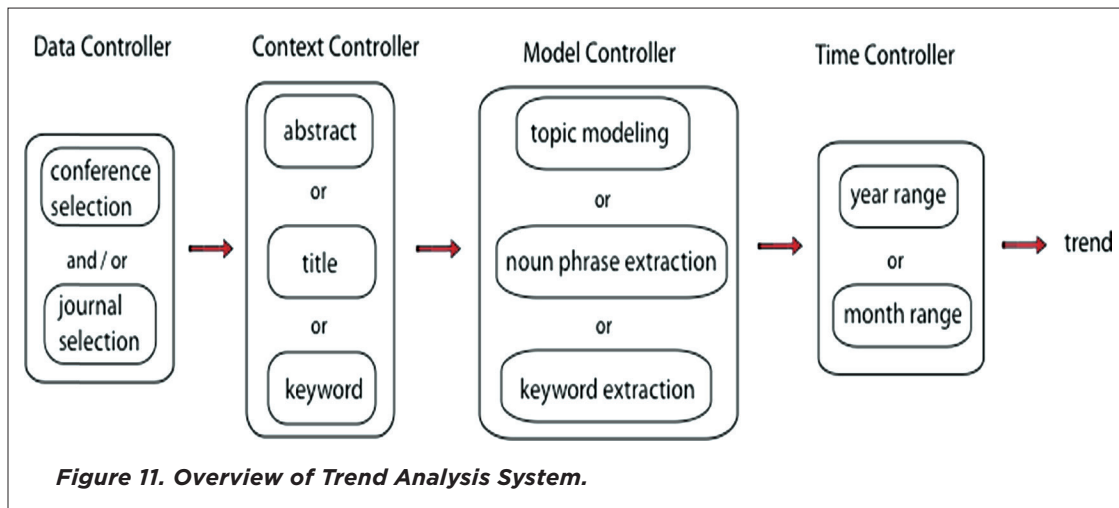 Data Controller
conference
selection
and / or
journal
selection
Context Controller
abstract
or
title
or
keyword
Model Controller
topic modeling
or
noun phrase extraction
or
keyword extraction
Time Controller
year range
or
month range
trend
Figure 11. Overview of Trend Analysis System.